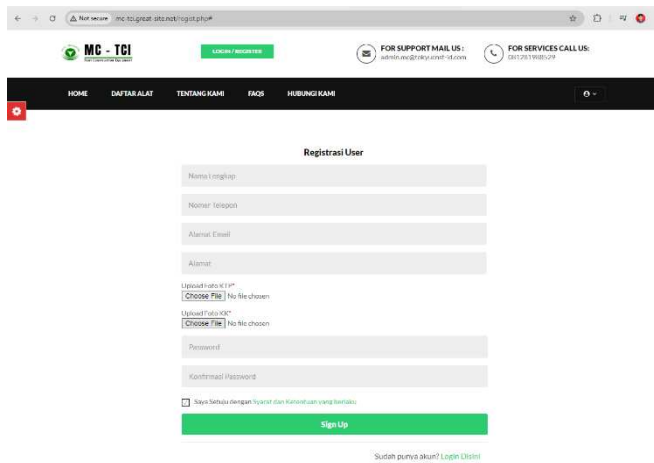 Not secure mc-tci.great-site.net/regist.php#
MC - TCI
LOGIN / REGISTER
FOR SUPPORT MAIL US :
FOR SERVICES CALL US:
HOME DAFTAR ALAT TENTANG KAMI FAQS HUBUNGI KAMI
Registrasi User
Nama Lengkap
Nomer Telepon
Alamat Email
Alamat
Upload Foto KTP*
Choose File No file chosen
Upload Foto KK*
Choose File No file chosen
Password
Konfirmasi Password
Saya Setuju dengan Syarat dan Ketentuan yang berlaku
Sign Up
Sudah punya akun? Login Disini